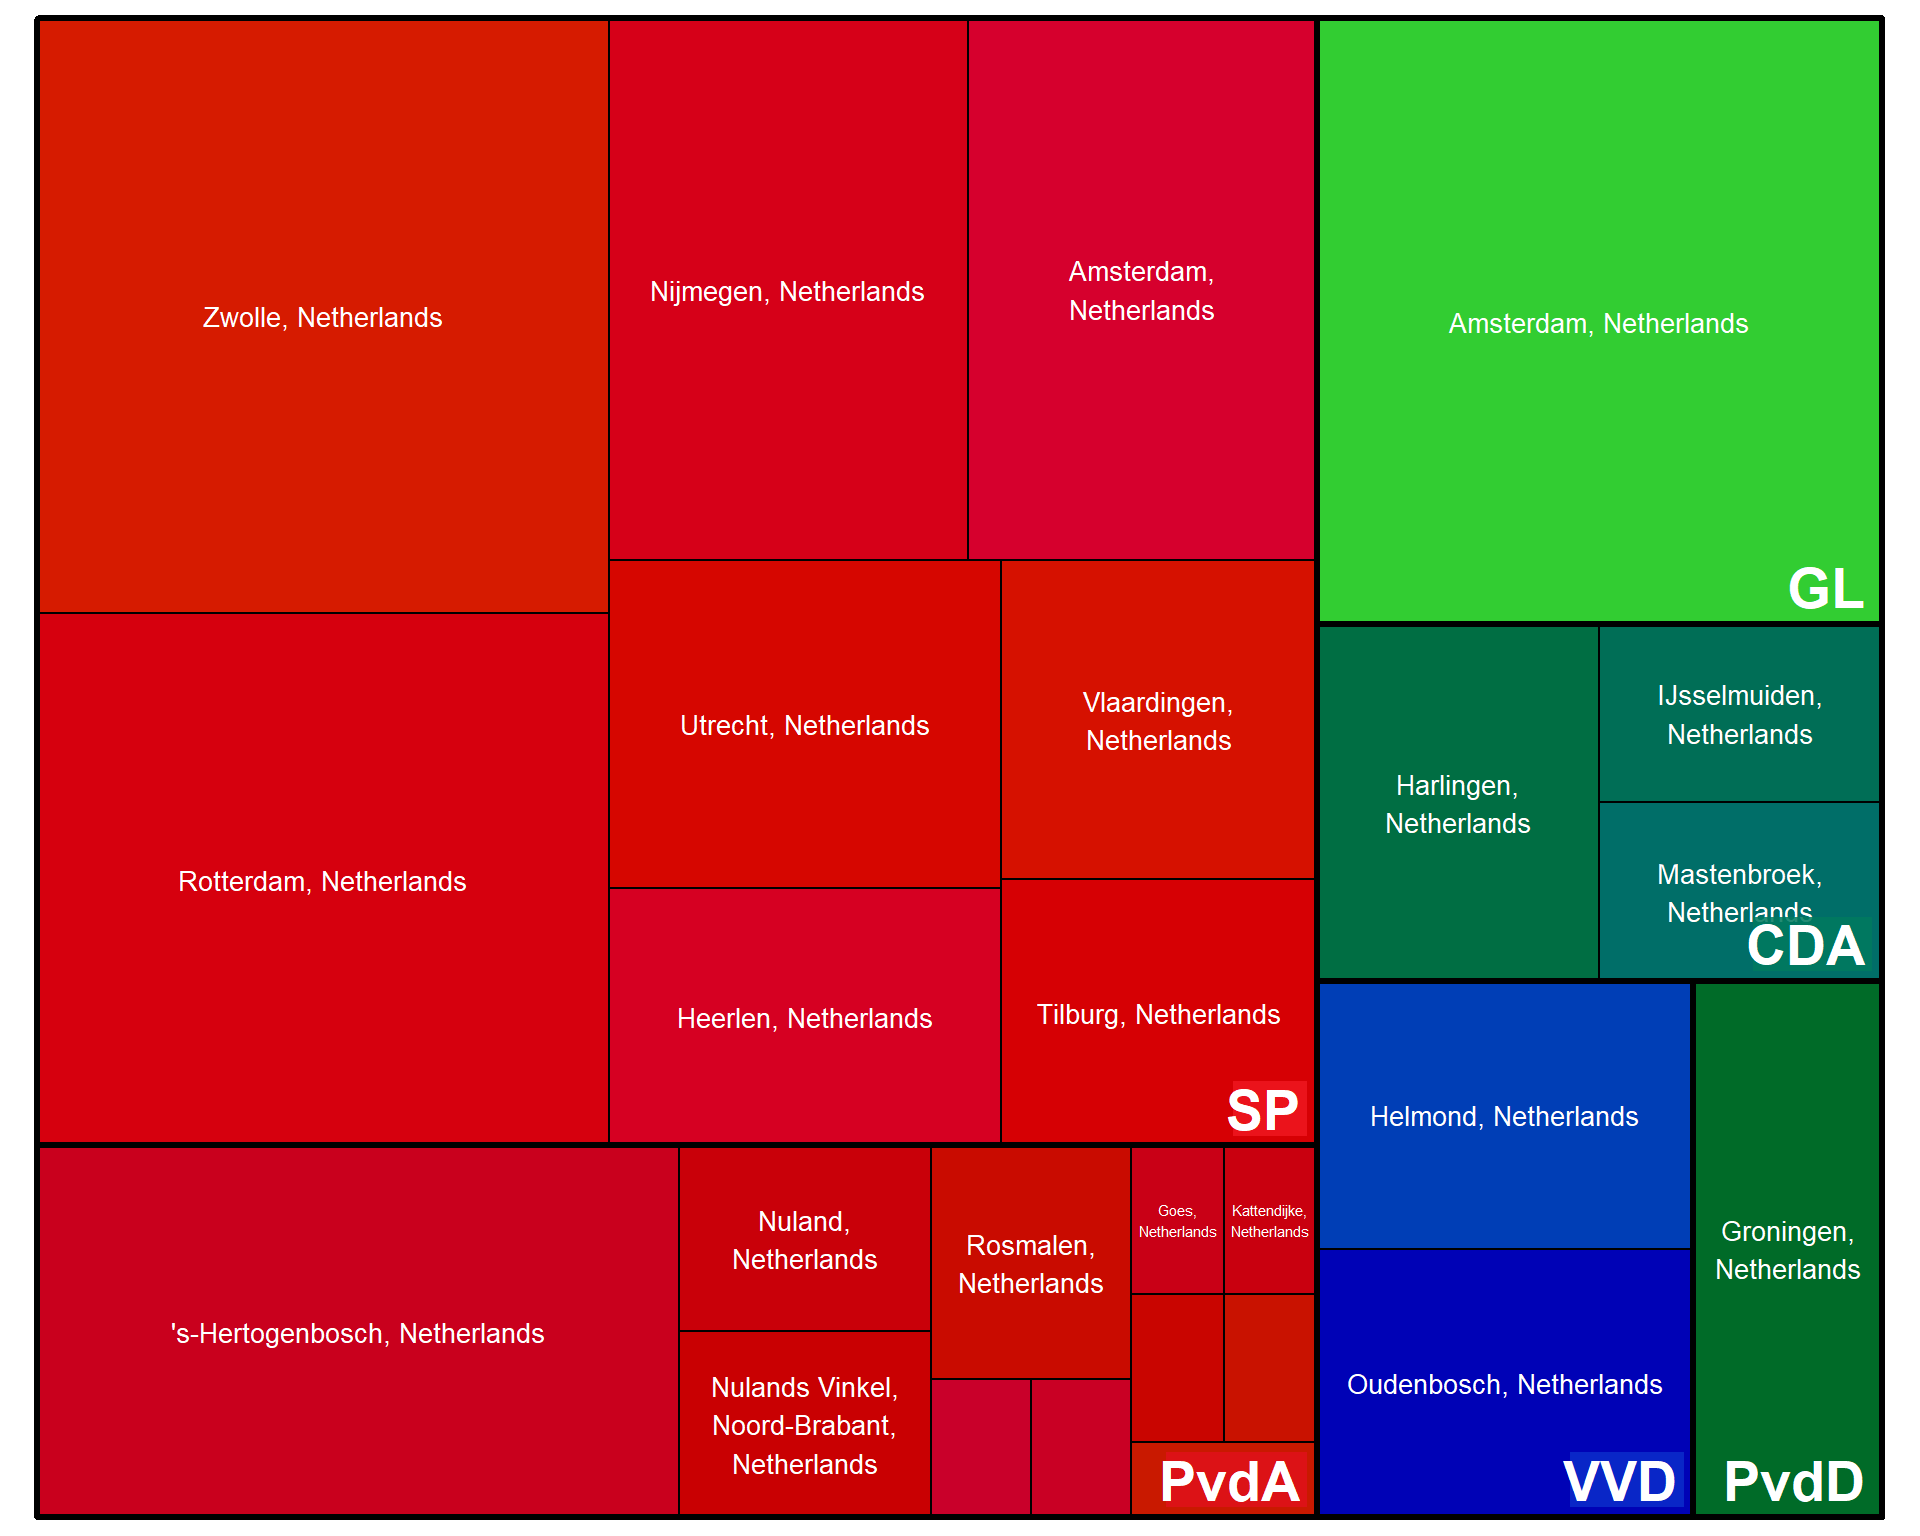 Zwolle, Netherlands
Rotterdam, Netherlands
Nijmegen, Netherlands
Amsterdam,
Netherlands
Utrecht, Netherlands
Vlaardingen,
Netherlands
Heerlen, Netherlands
Tilburg, Netherlands
SP
's-Hertogenbosch, Netherlands
Nuland,
Netherlands
Nulands Vinkel,
Noord-Brabant,
Netherlands
Rosmalen,
Netherlands
Goes,
Netherlands
Kattendijke,
Netherlands
PvdA
Amsterdam, Netherlands
GL
Harlingen,
Netherlands
IJsselmuiden,
Netherlands
Mastenbroek,
Netherlands
CDA
Helmond, Netherlands
Oudenbosch, Netherlands
VVD
Groningen,
Netherlands
PvdD